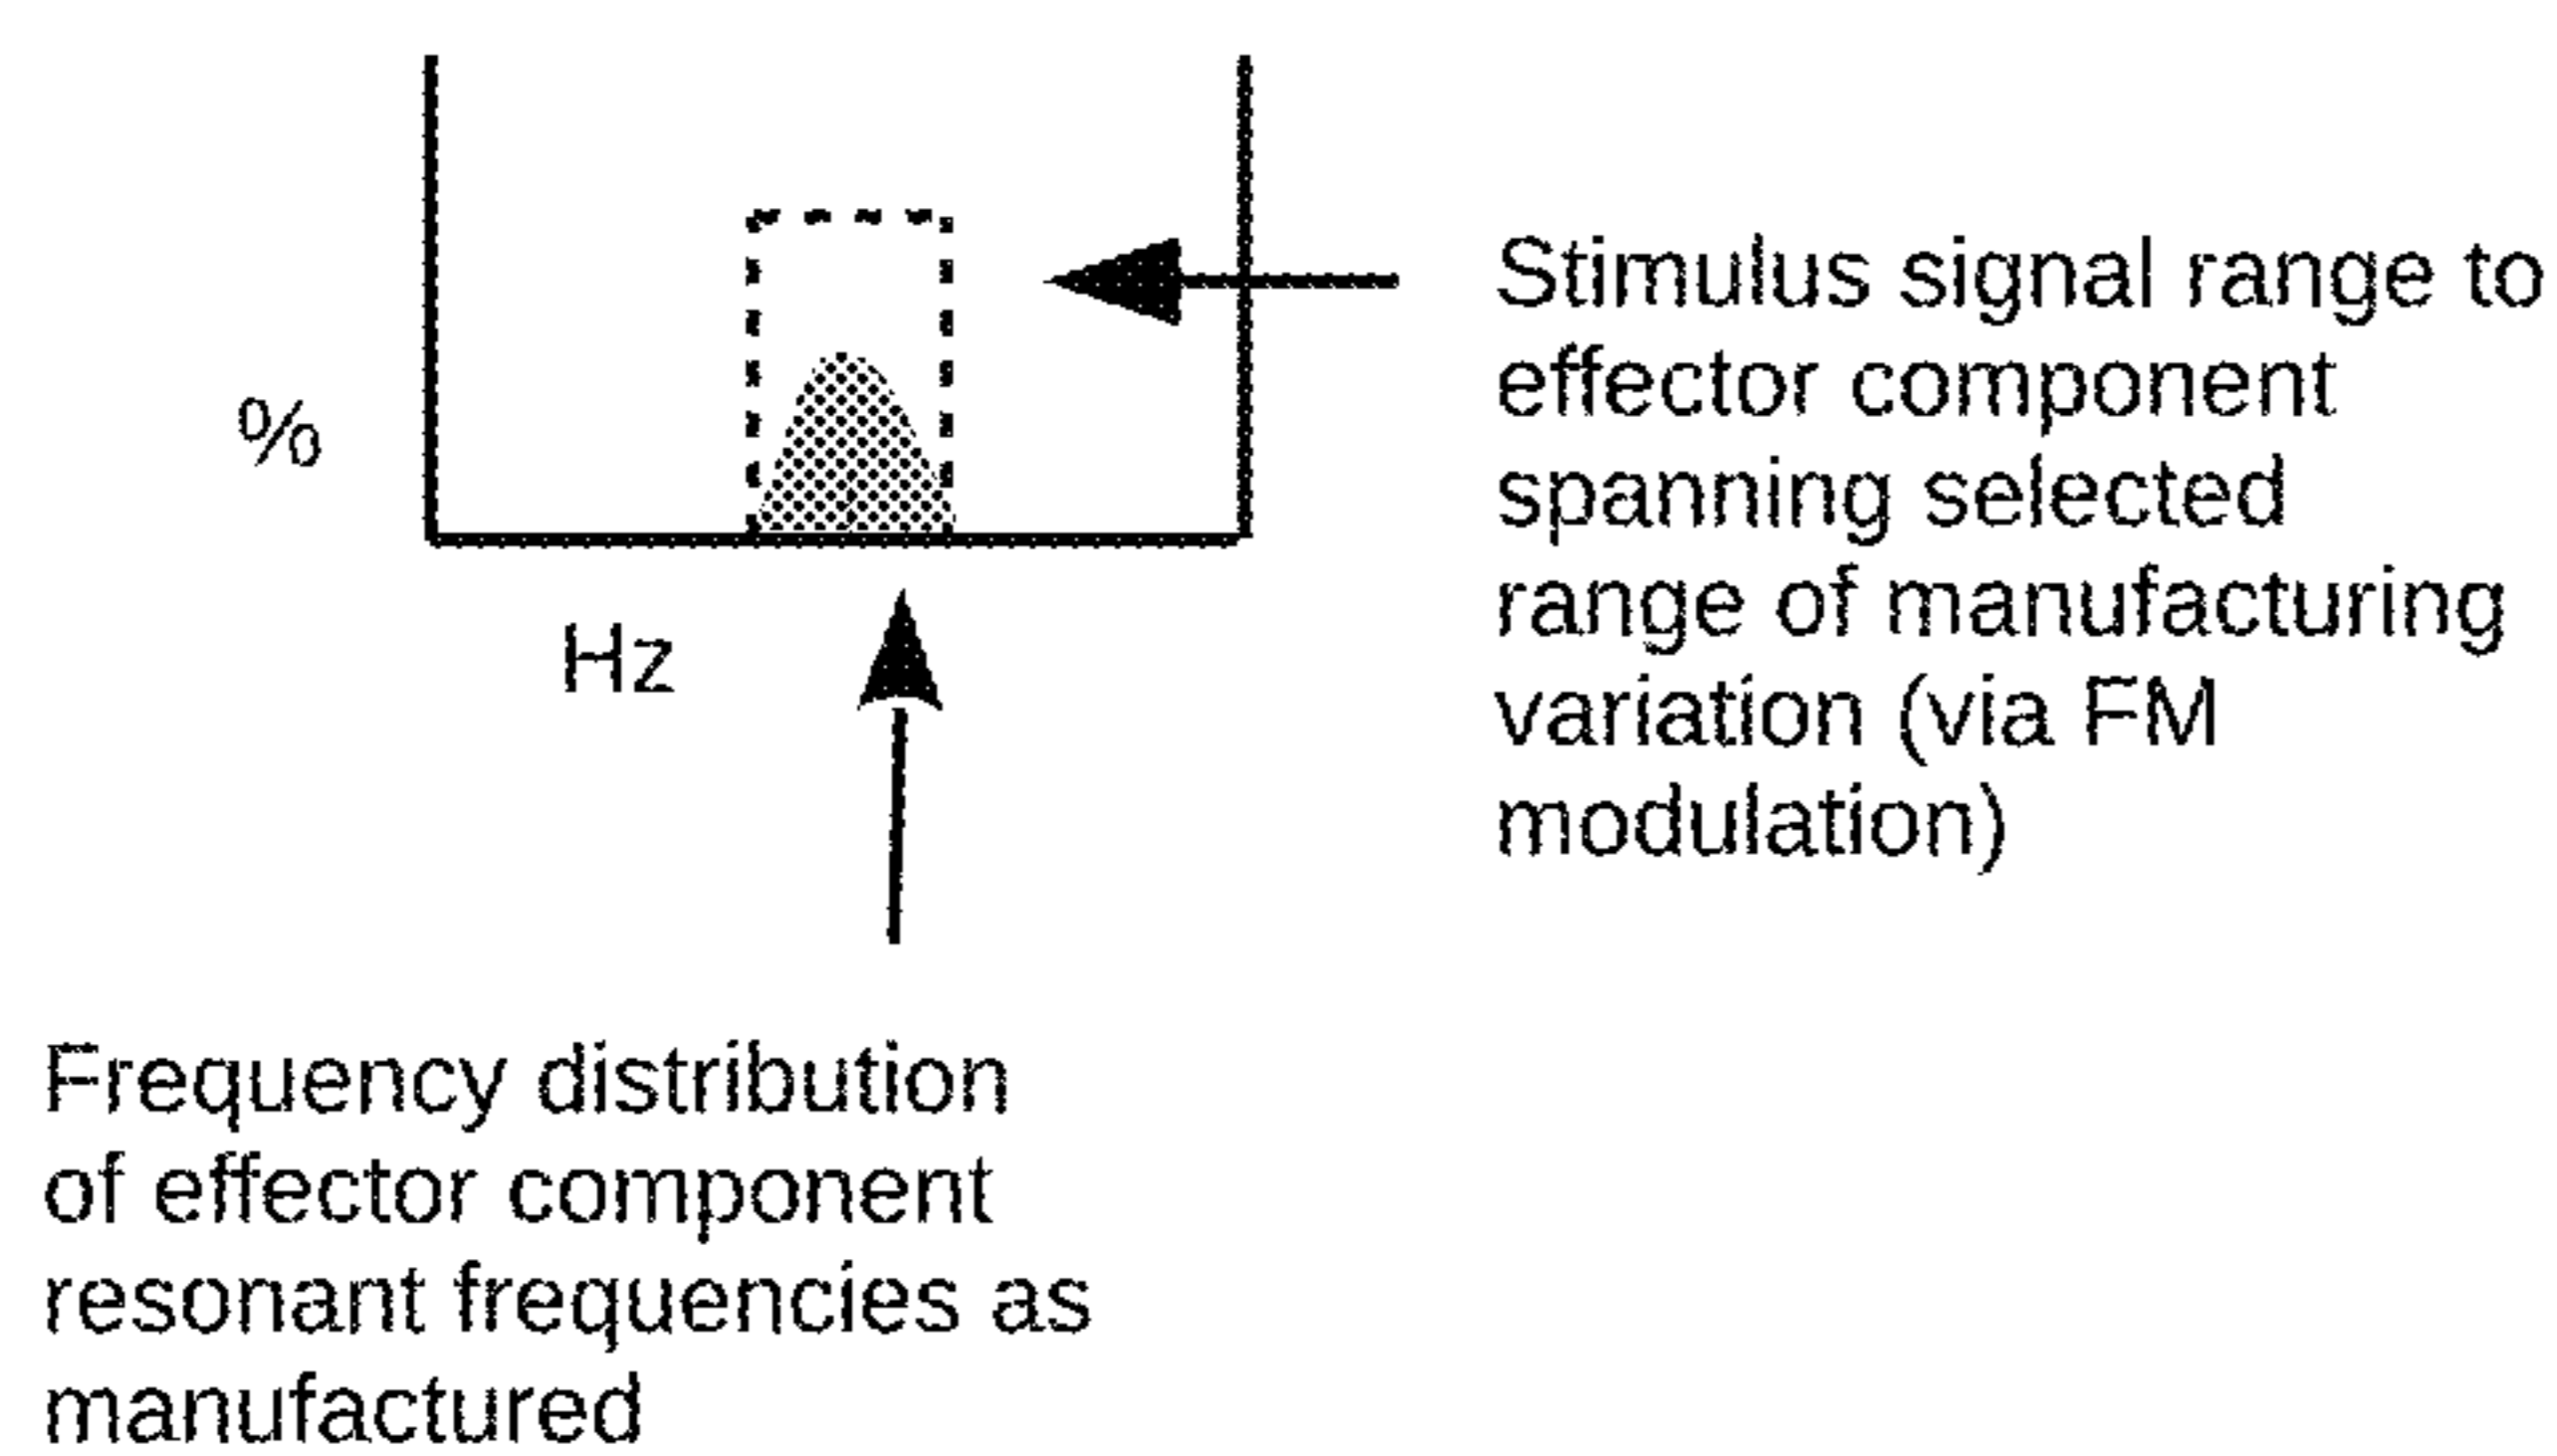 %
Hz
Stimulus signal range to
effector component
spanning selected
range of manufacturing
variation (via FM
modulation)
Frequency distribution
of effector component
resonant frequencies as
manufactured